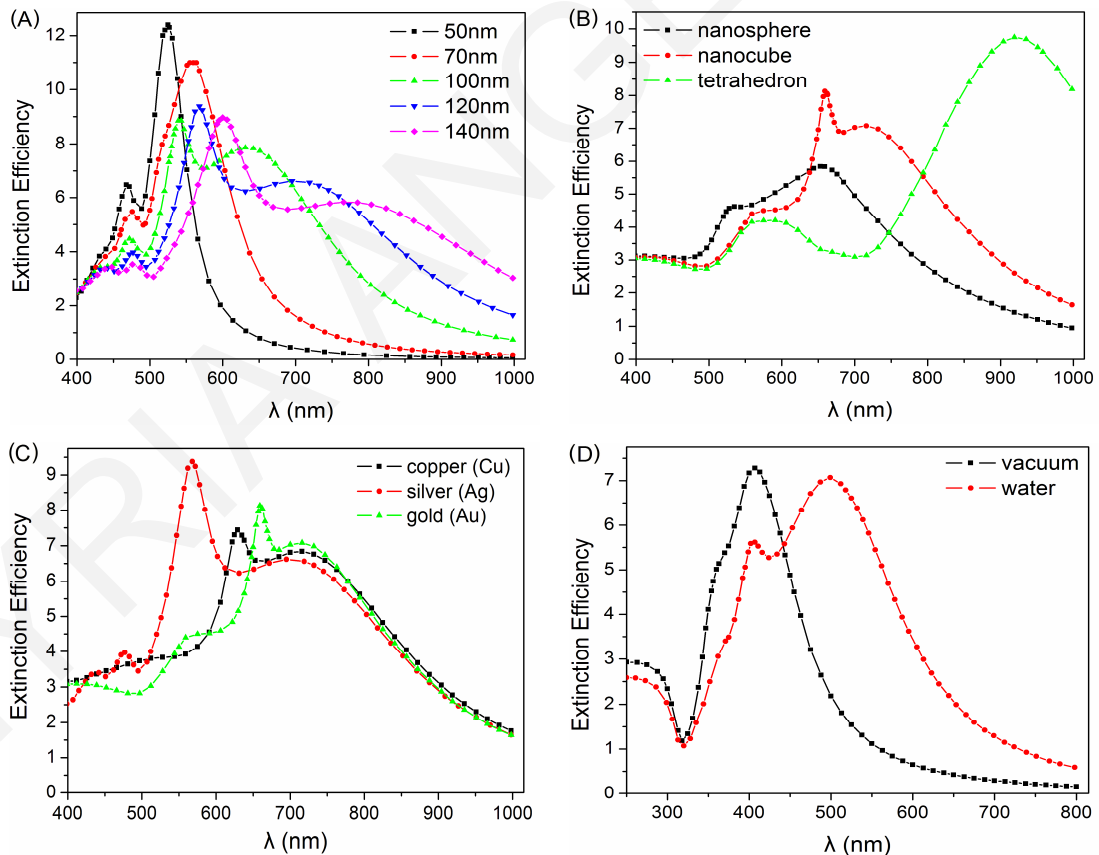 (A)
50nm
70nm
100nm
120nm
140nm
Extinction Efficiency
0 2 4 6 8 10 12
400 500 600 700 800 900 1000
λ (nm)
(B)
nanosphere
nanocube
tetrahedron
Extinction Efficiency
0 1 2 3 4 5 6 7 8 9 10
400 500 600 700 800 900 1000
λ (nm)
(C)
copper (Cu)
silver (Ag)
gold (Au)
Extinction Efficiency
0 1 2 3 4 5 6 7 8 9
400 500 600 700 800 900 1000
λ (nm)
(D)
vacuum
water
Extinction Efficiency
0 1 2 3 4 5 6 7
300 400 500 600 700 800
λ (nm)
YRIA ANGE